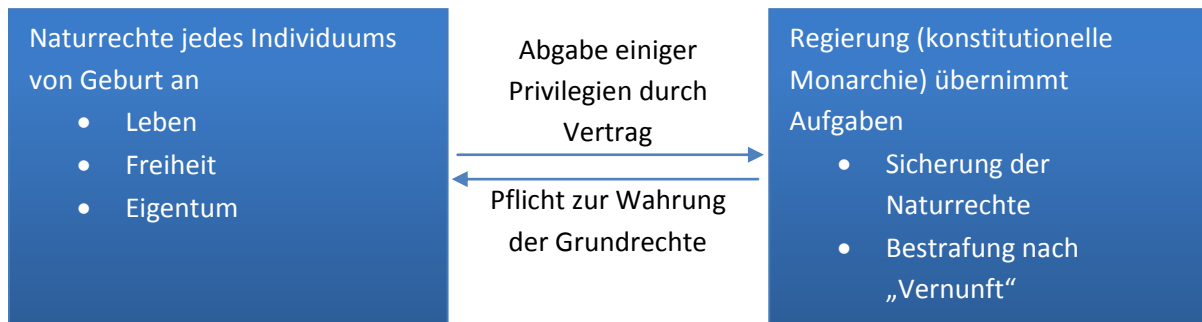 Naturrechte jedes Individuums
von Geburt an
• Leben
• Freiheit
• Eigentum
Abgabe einiger
Privilegien durch
Vertrag
Pflicht zur Wahrung
der Grundrechte
Regierung (konstitutionelle
Monarchie) übernimmt
Aufgaben
• Sicherung der
Naturrechte
• Bestrafung nach
„Vernunft“